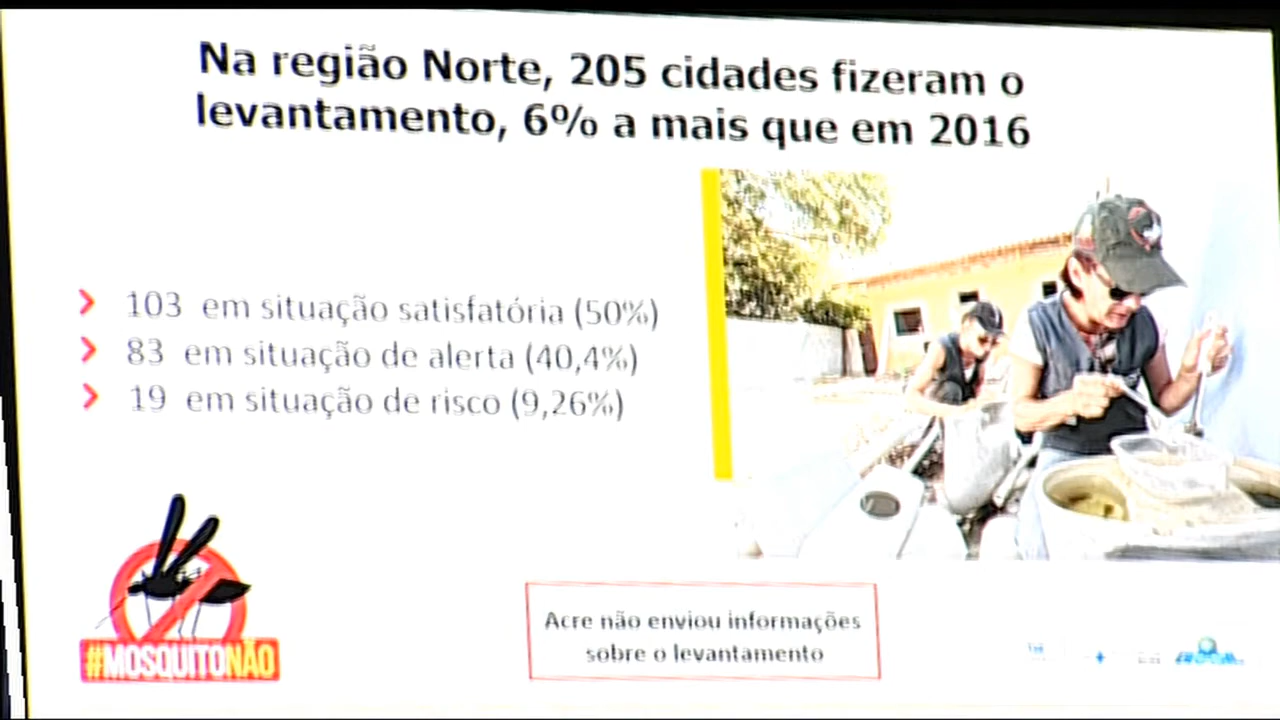 Na região Norte, 205 cidades fizeram o
levantamento, 6% a mais que em 2016
103 em situação satisfatória (50%)
83 em situação de alerta (40,4%)
19 em situação de risco (9,26%)
#MOSQUITONÃO
Acre não enviou informações
sobre o levantamento